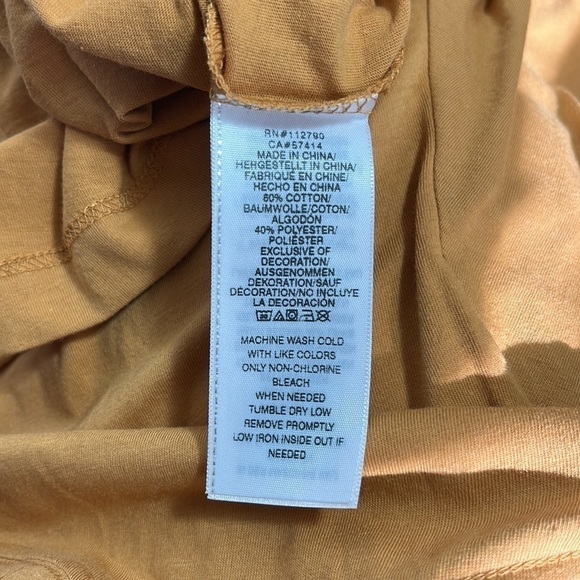 RN#112790
CA#57414
MADE IN CHINA/
HERGESTELLT IN CHINA/
FABRIQUÉ EN CHINE/
HECHO EN CHINA
60% COTTON/
BAUMWOLLE/COTON/
ALGODÓN
40% POLYESTER/
POLIÉSTER
EXCLUSIVE OF
DECORATION/
AUSGENOMMEN
DEKORATION/SAUF
DÉCORATION/NO INCLUYE
LA DECORACIÓN
MACHINE WASH COLD
WITH LIKE COLORS
ONLY NON-CHLORINE
BLEACH
WHEN NEEDED
TUMBLE DRY LOW
REMOVE PROMPTLY
LOW IRON INSIDE OUT IF
NEEDED